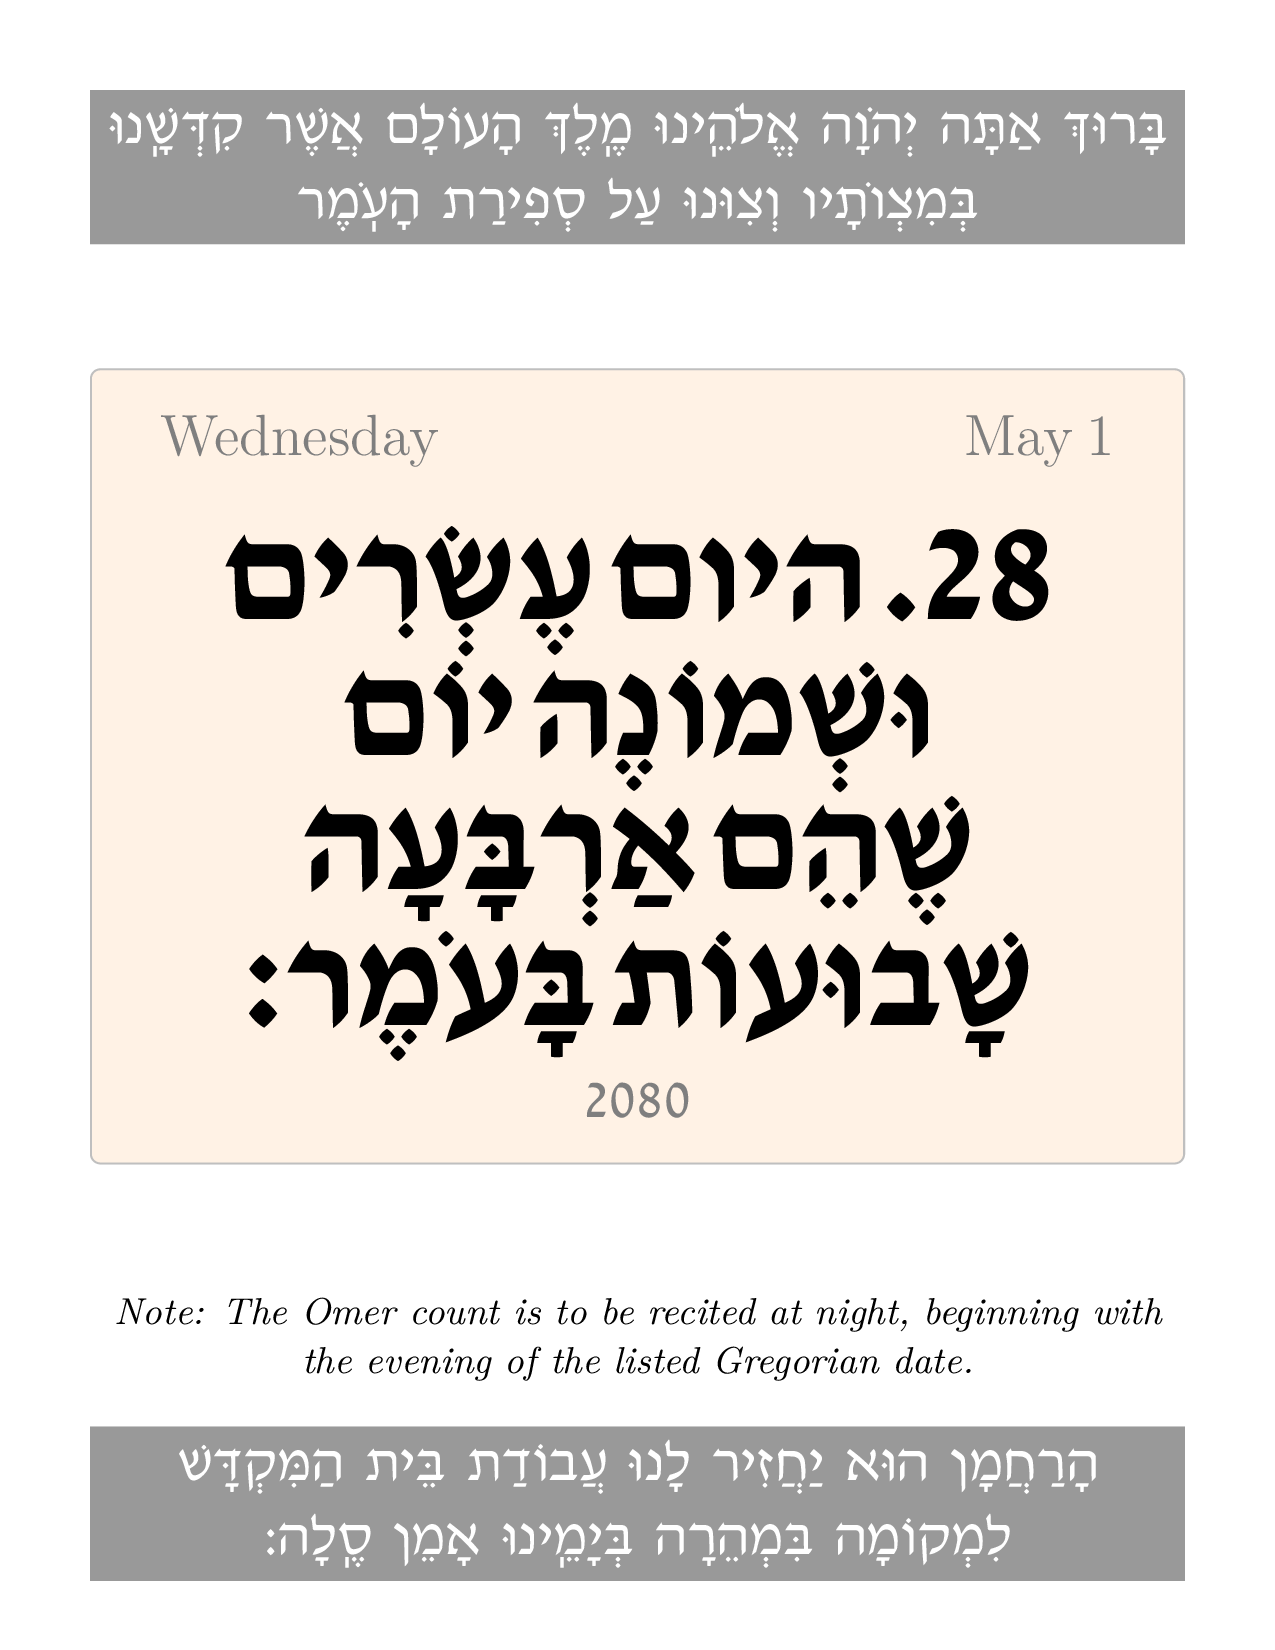 בָּרוּךְ אַתָּה יְהֹוָה אֱלֹהֵֽינוּ מֶֽלֶךְ הָעוֹלָם אֲשֶׁר קִדְּשָֽׁנוּ
בְּמִצְוֹתָיו וְצִוּנוּ עַל סְפִירַת הָעֹֽמֶר
Wednesday May 1
28. היום עֶשְׂרִים
וּשְׁמוֹנֶה יוֹם
שֶׁהֵם אַרְבָּעָה
שָׁבוּעוֹת בָּעֹמֶר:
2080
Note: The Omer count is to be recited at night, beginning with
the evening of the listed Gregorian date.
הָרַחֲמָן הוּא יַחֲזִיר לָנוּ עֲבוֹדַת בֵּית הַמִּקְדָּשׁ
לִמְקוֹמָה בִּמְהֵרָה בְּיָמֵֽינוּ אָמֵן סֶֽלָה: